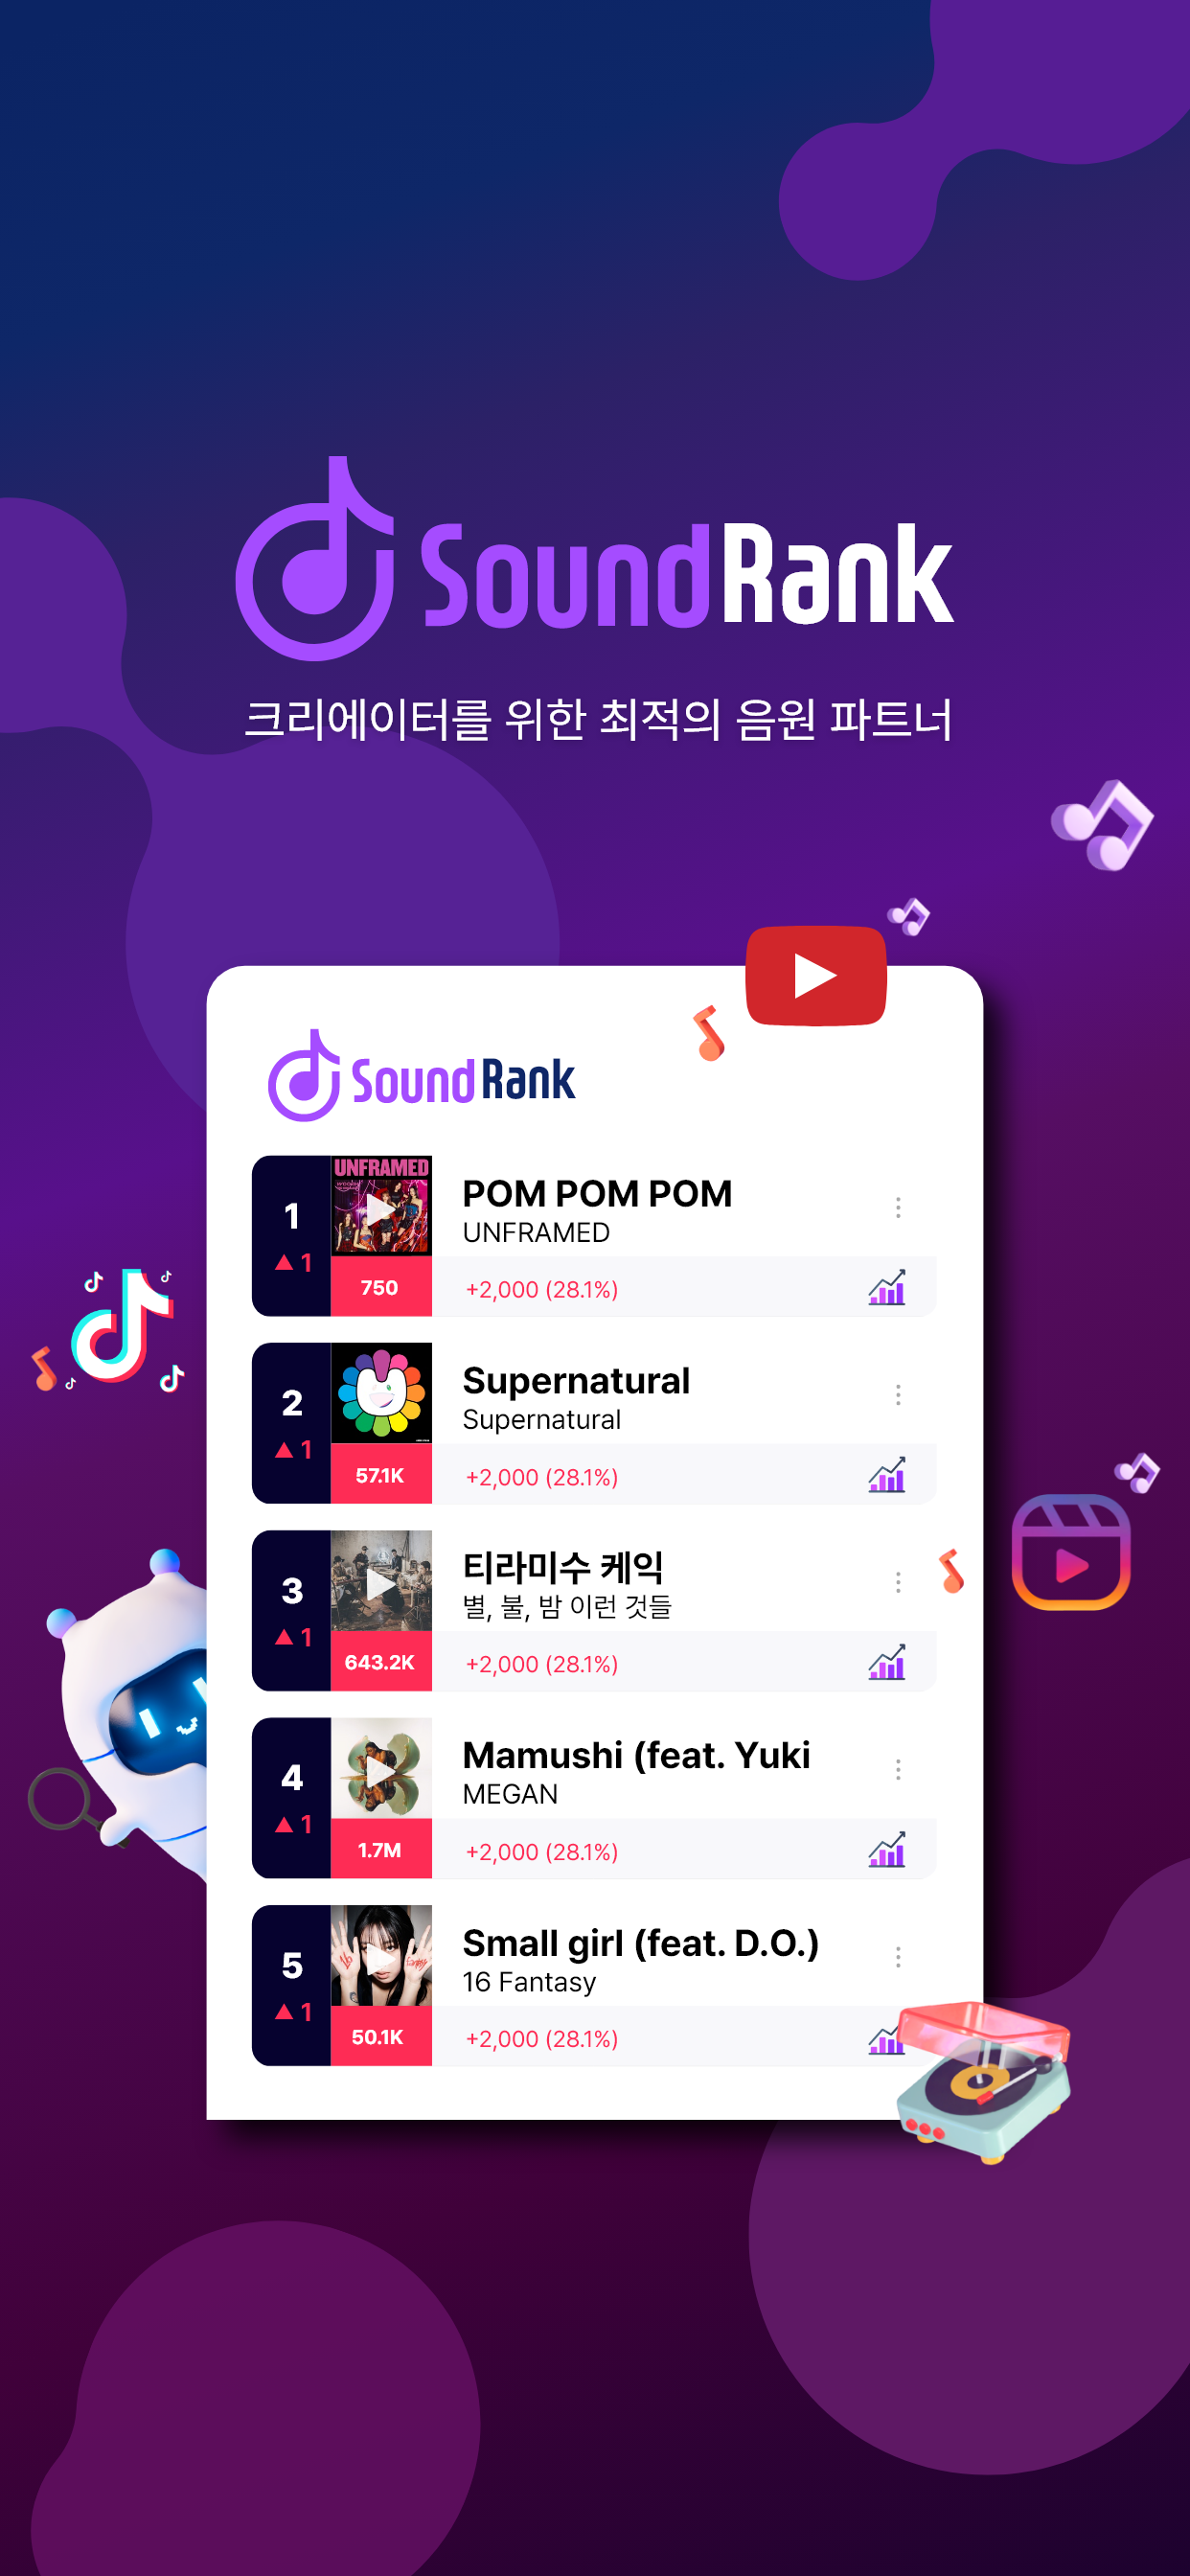 SoundRank
크리에이터를 위한 최적의 음원 파트너
SoundRank
1
▲ 1
UNFRAMED
750
POM POM POM
UNFRAMED
+2,000 (28.1%)
2
▲ 1
57.1K
Supernatural
Supernatural
+2,000 (28.1%)
3
▲ 1
643.2K
티라미수 케익
별, 불, 밤 이런 것들
+2,000 (28.1%)
4
▲ 1
1.7M
Mamushi (feat. Yuki
MEGAN
+2,000 (28.1%)
5
▲ 1
50.1K
Small girl (feat. D.O.)
16 Fantasy
+2,000 (28.1%)